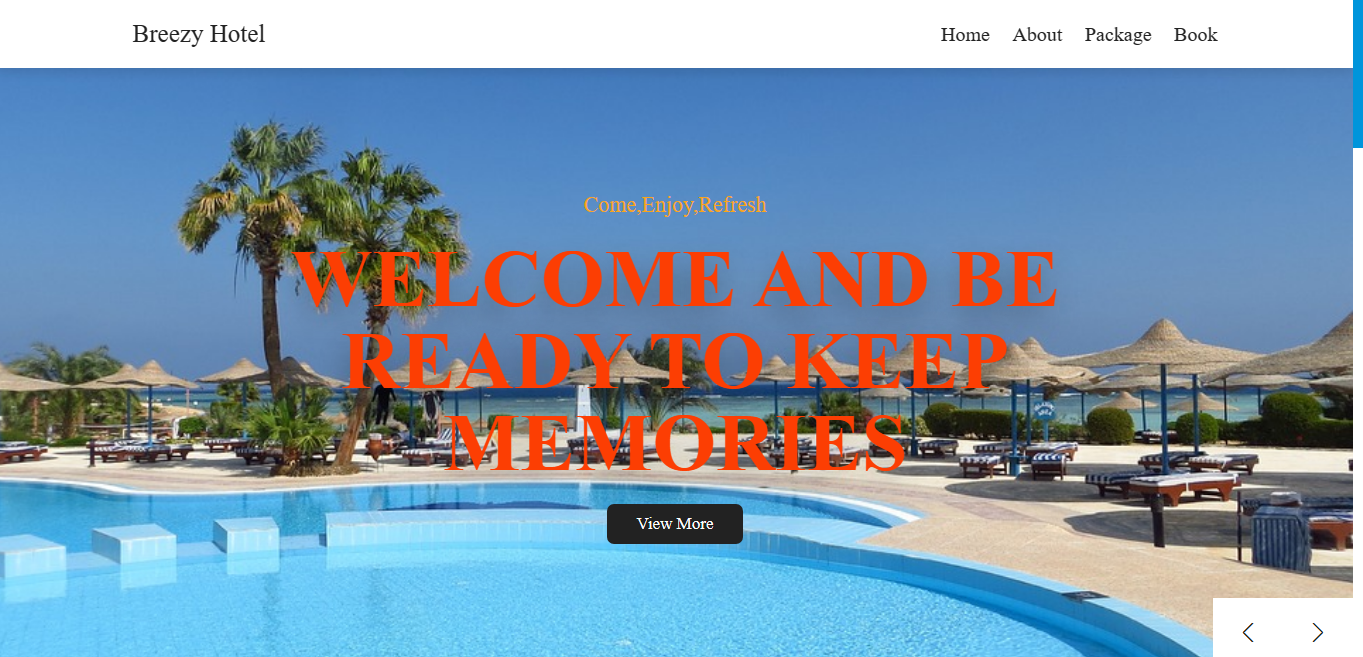 Breezy Hotel
Home About Package Book
Come,Enjoy,Refresh
WELCOME AND BE
READY TO KEEP
MEMORIES
View More